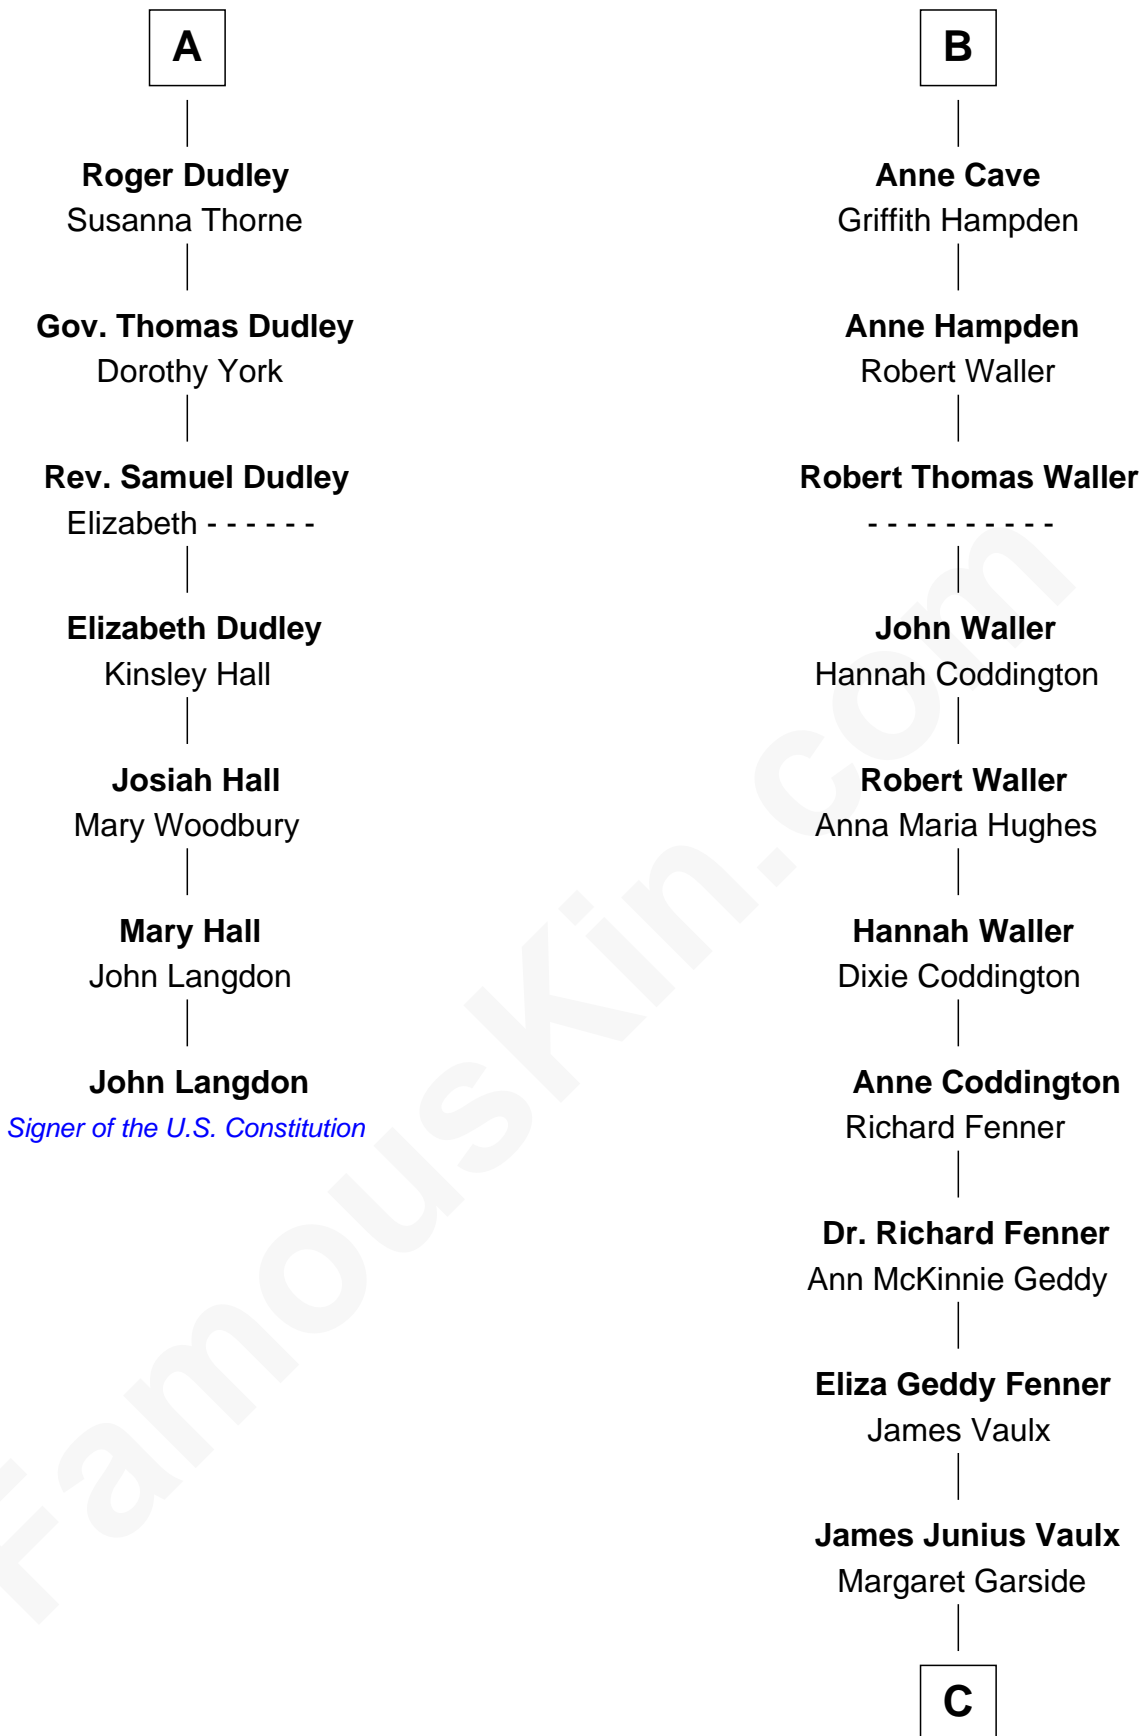 A
Roger Dudley
Susanna Thorne
Gov. Thomas Dudley
Dorothy York
Rev. Samuel Dudley
Elizabeth - - - - - -
Elizabeth Dudley
Kinsley Hall
Josiah Hall
Mary Woodbury
Mary Hall
John Langdon
John Langdon
Signer of the U.S. Constitution
B
Anne Cave
Griffith Hampden
Anne Hampden
Robert Waller
Robert Thomas Waller
- - - - - - - - - -
John Waller
Hannah Coddington
Robert Waller
Anna Maria Hughes
Hannah Waller
Dixie Coddington
Anne Coddington
Richard Fenner
Dr. Richard Fenner
Ann McKinnie Geddy
Eliza Geddy Fenner
James Vaulx
James Junius Vaulx
Margaret Garside
C
FamousKin.com